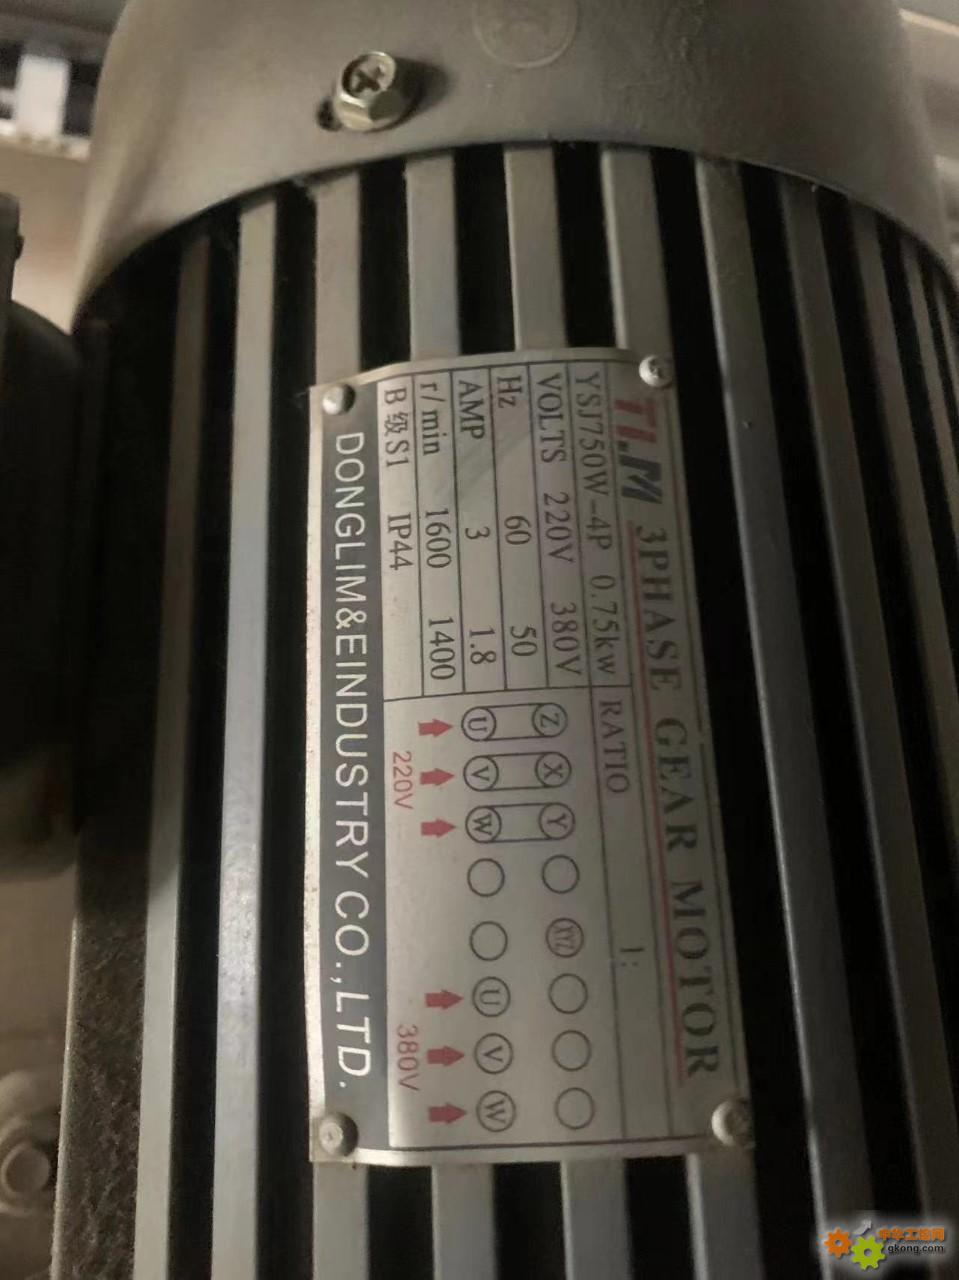 TLM 3PHASE GEAR MOTOR
YSJ750W-4P 0.75kw RATIO 1:
VOLTS 220V 380V
Hz 60 50
AMP 3 1.8
r/min 1600 1400
B级S1 IP44
Z X Y XYZ
U V W U V W
220V 380V
DONGLIM&EINDUSTRY CO.,LTD.
中华工控网
gkong.com